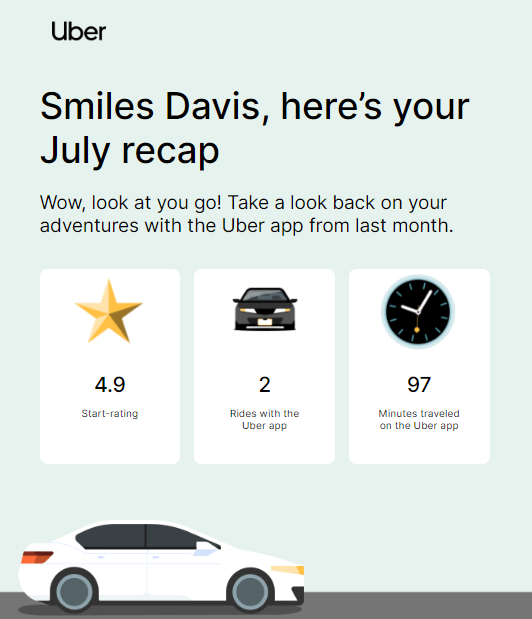 Uber
Smiles Davis, here’s your
July recap
Wow, look at you go! Take a look back on your
adventures with the Uber app from last month.
4.9
Start-rating
2
Rides with the
Uber app
97
Minutes traveled
on the Uber app